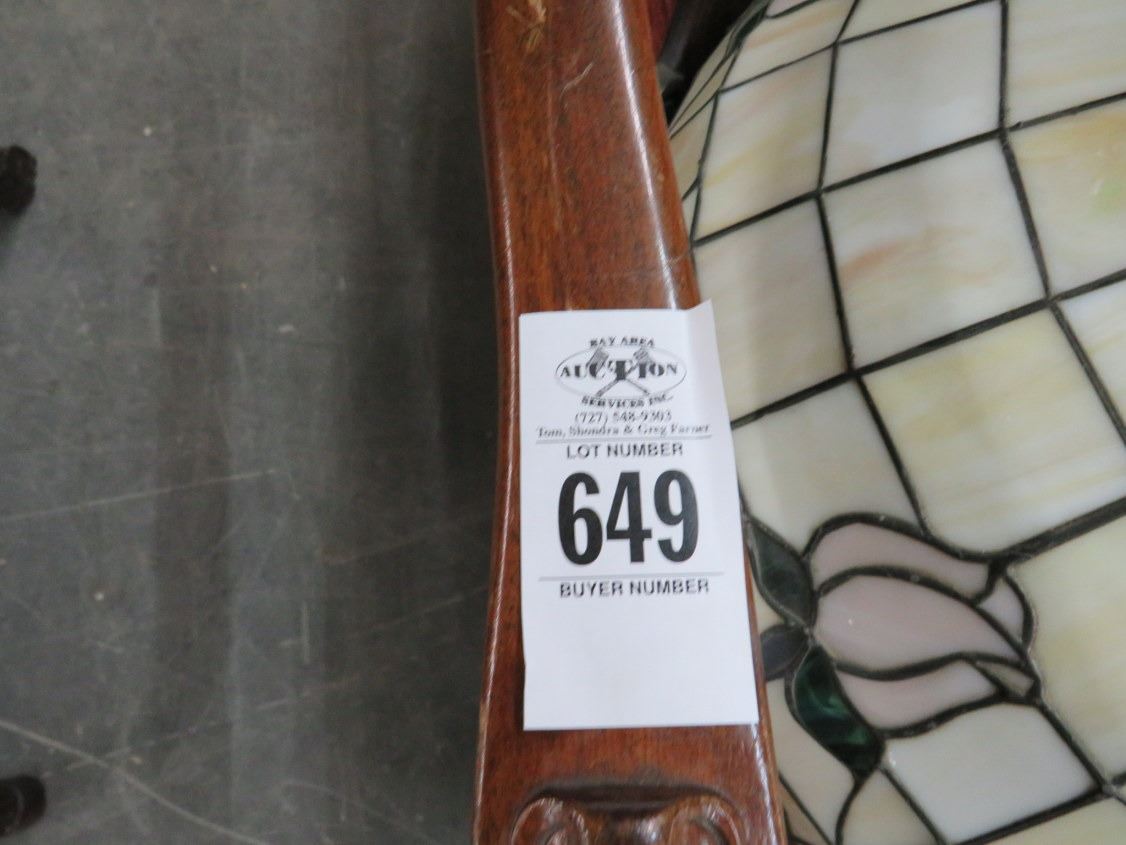 BAY AREA
AUCTION
SERVICES INC.
(727) 548-9303
Tom, Shondra & Greg Farner
LOT NUMBER
649
BUYER NUMBER